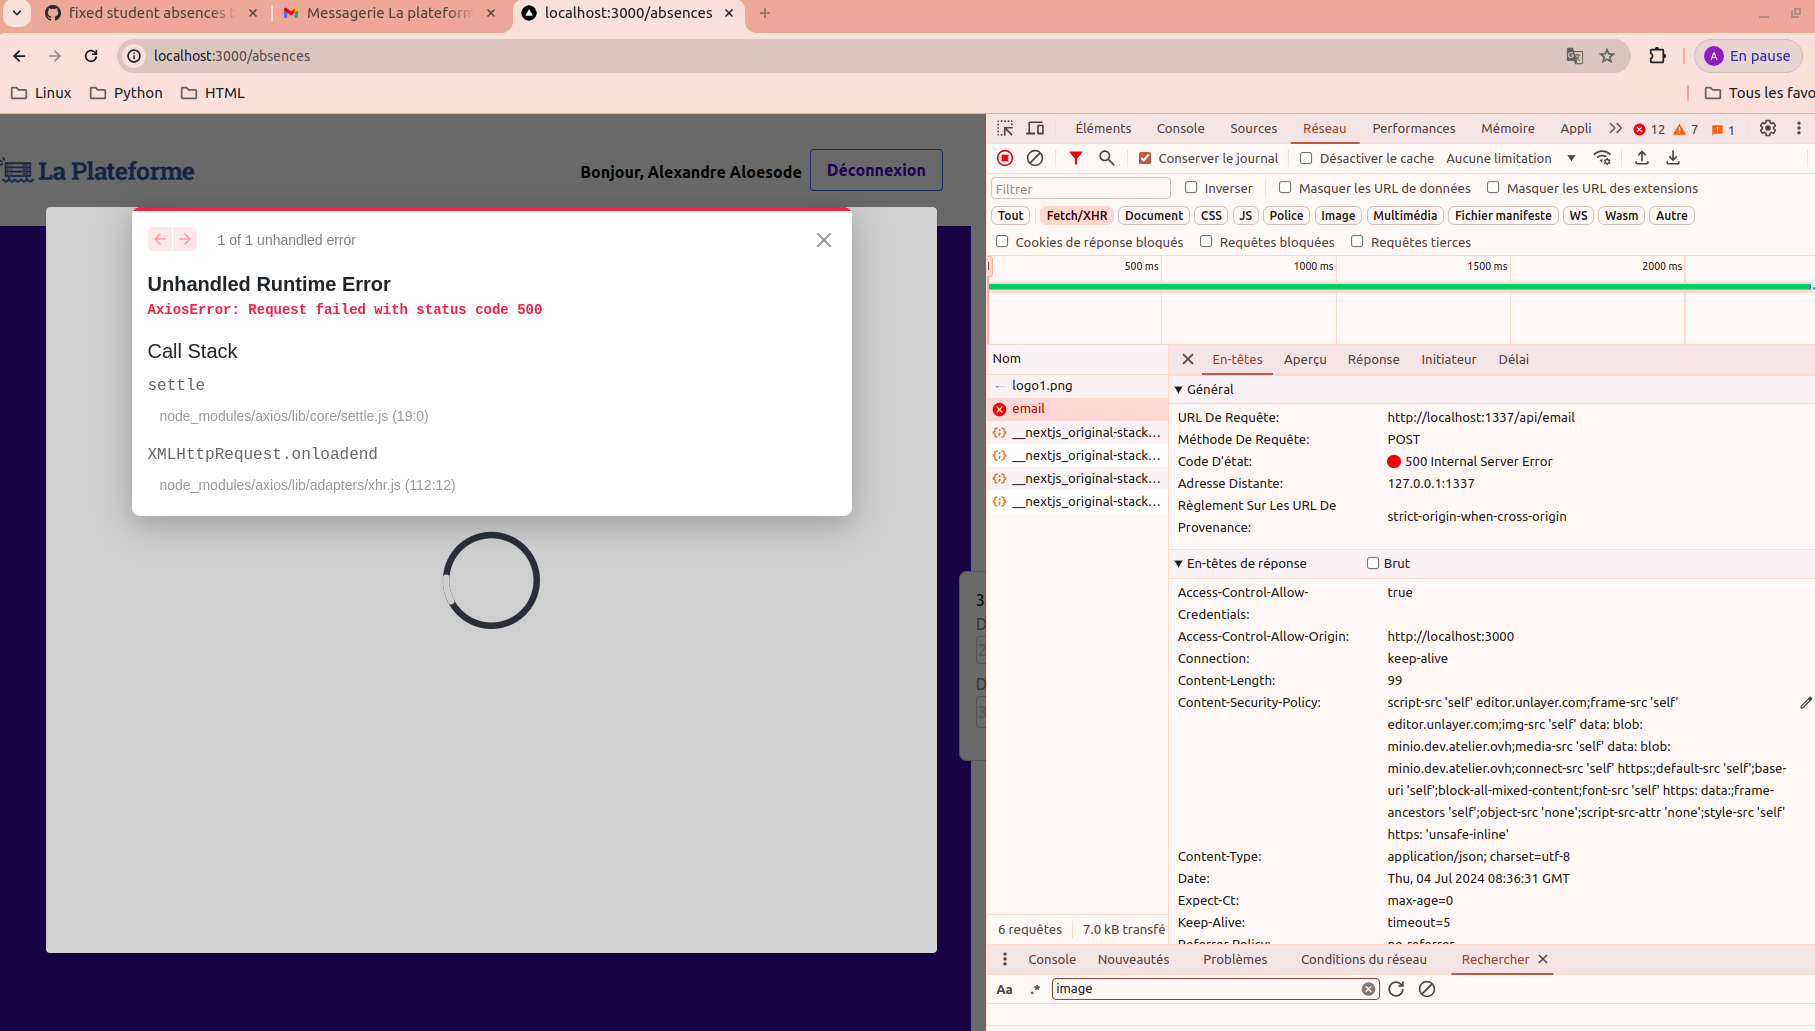 fixed student absences t
Messagerie La plateform
localhost:3000/absences
localhost:3000/absences
En pause
Linux
Python
HTML
Tous les favo
La Plateforme
Bonjour, Alexandre Aloesode
Déconnexion
1 of 1 unhandled error
Unhandled Runtime Error
AxiosError: Request failed with status code 500
Call Stack
settle
node_modules/axios/lib/core/settle.js (19:0)
XMLHttpRequest.onloadend
node_modules/axios/lib/adapters/xhr.js (112:12)
3
D
2
D
3
Éléments
Console
Sources
Réseau
Performances
Mémoire
Appli
12
7
1
Conserver le journal
Désactiver le cache
Aucune limitation
Filtrer
Inverser
Masquer les URL de données
Masquer les URL des extensions
Tout
Fetch/XHR
Document
CSS
JS
Police
Image
Multimédia
Fichier manifeste
WS
Wasm
Autre
Cookies de réponse bloqués
Requêtes bloquées
Requêtes tierces
500 ms
1000 ms
1500 ms
2000 ms
Nom
logo1.png
email
__nextjs_original-stack…
__nextjs_original-stack…
__nextjs_original-stack…
__nextjs_original-stack…
6 requêtes
7.0 kB transfé
En-têtes
Aperçu
Réponse
Initiateur
Délai
Général
URL De Requête:
http://localhost:1337/api/email
Méthode De Requête:
POST
Code D'état:
500 Internal Server Error
Adresse Distante:
127.0.0.1:1337
Règlement Sur Les URL De
Provenance:
strict-origin-when-cross-origin
En-têtes de réponse
Brut
Access-Control-Allow-
Credentials:
true
Access-Control-Allow-Origin:
http://localhost:3000
Connection:
keep-alive
Content-Length:
99
Content-Security-Policy:
script-src 'self' editor.unlayer.com;frame-src 'self'
editor.unlayer.com;img-src 'self' data: blob:
minio.dev.atelier.ovh;media-src 'self' data: blob:
minio.dev.atelier.ovh;connect-src 'self' https:;default-src 'self';base-
uri 'self';block-all-mixed-content;font-src 'self' https: data:;frame-
ancestors 'self';object-src 'none';script-src-attr 'none';style-src 'self'
https: 'unsafe-inline'
Content-Type:
application/json; charset=utf-8
Date:
Thu, 04 Jul 2024 08:36:31 GMT
Expect-Ct:
max-age=0
Keep-Alive:
timeout=5
Referrer-Policy:
no-referrer
Console
Nouveautés
Problèmes
Conditions du réseau
Rechercher
Aa
.*
image